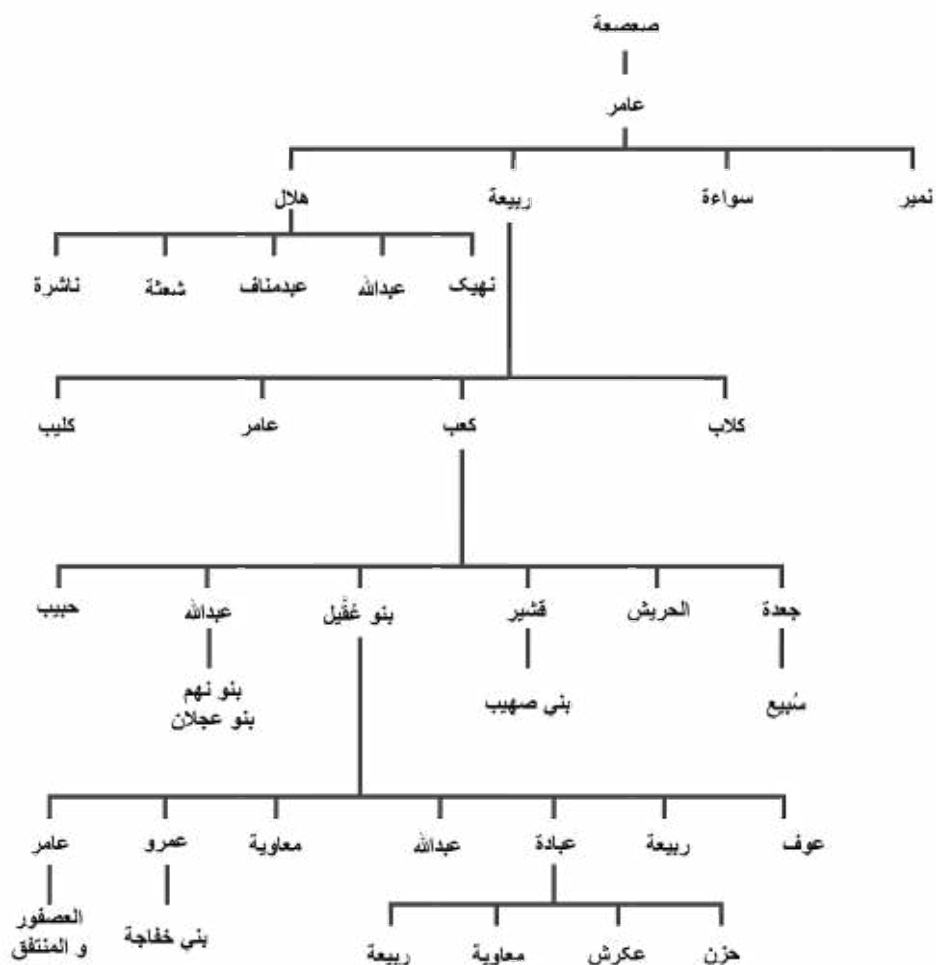 صعصعة
عامر
نمير
سواءة
ربيعة
هلال
نهيک
عبدالله
عبدمناف
شعثة
ناشرة
كلاب
كعب
عامر
كليب
جعدة
الحريش
قشير
بنو عُقَيل
عبدالله
حبيب
سُبيع
بني صهيب
بنو نهم
بنو عجلان
عوف
ربيعة
عبادة
عبدالله
معاوية
عمرو
عامر
حزن
عكرش
معاوية
ربيعة
بني خفاجة
العصفور
و المنتفق